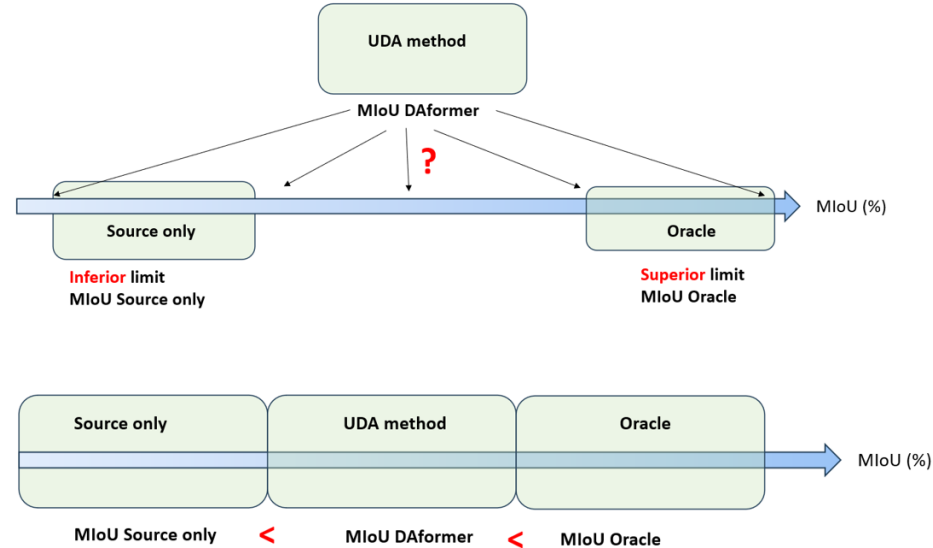 UDA method
MIoU DAformer
?
MIoU (%)
Source only
Oracle
Inferior limit
MIoU Source only
Superior limit
MIoU Oracle
Source only
UDA method
Oracle
MIoU (%)
MIoU Source only < MIoU DAformer < MIoU Oracle